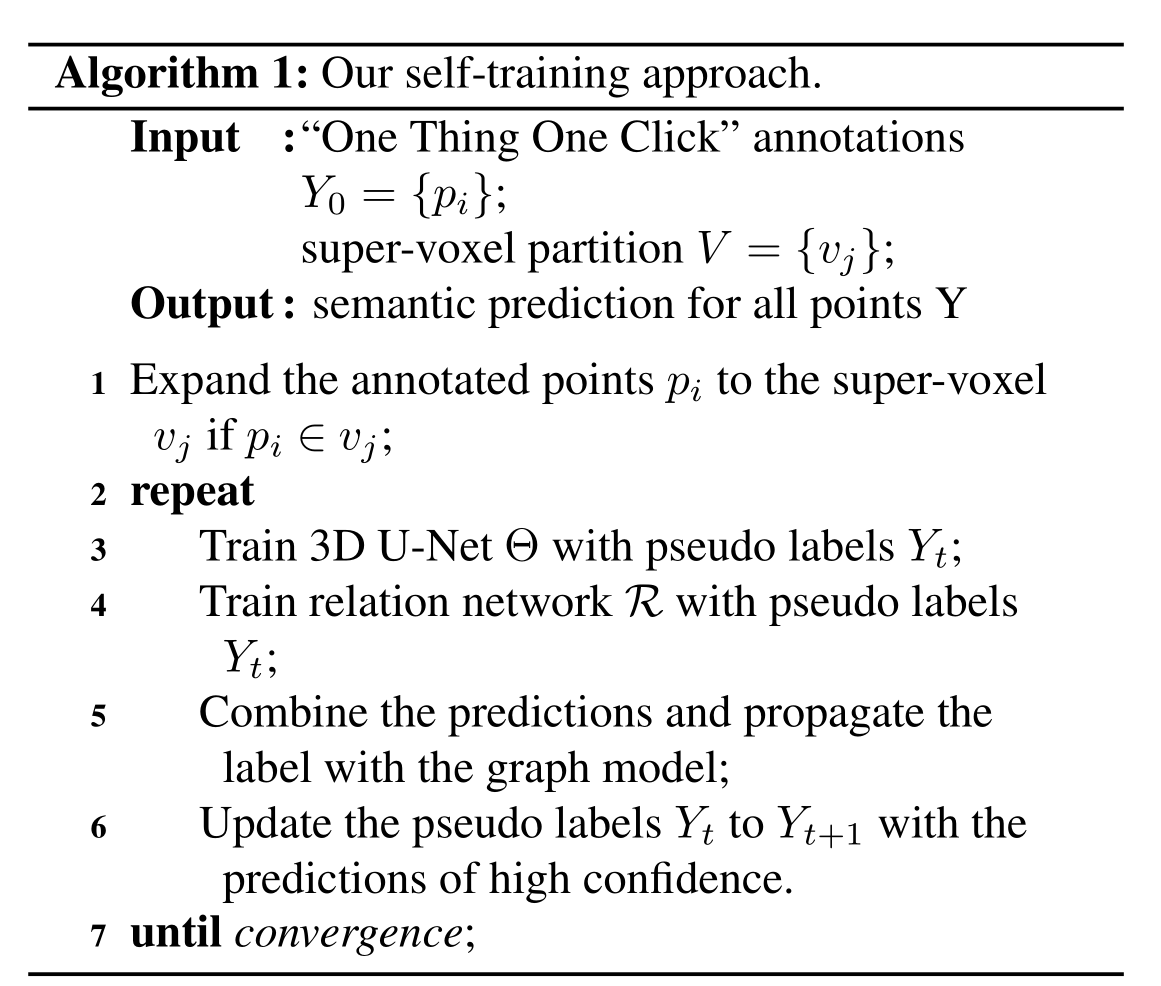 Algorithm 1: Our self-training approach.
Input : “One Thing One Click” annotations
Y_0 = {p_i};
super-voxel partition V = {v_j};
Output : semantic prediction for all points Y
1 Expand the annotated points p_i to the super-voxel
v_j if p_i ∈ v_j;
2 repeat
3 Train 3D U-Net Θ with pseudo labels Y_t;
4 Train relation network ℛ with pseudo labels
Y_t;
5 Combine the predictions and propagate the
label with the graph model;
6 Update the pseudo labels Y_t to Y_{t+1} with the
predictions of high confidence.
7 until convergence;